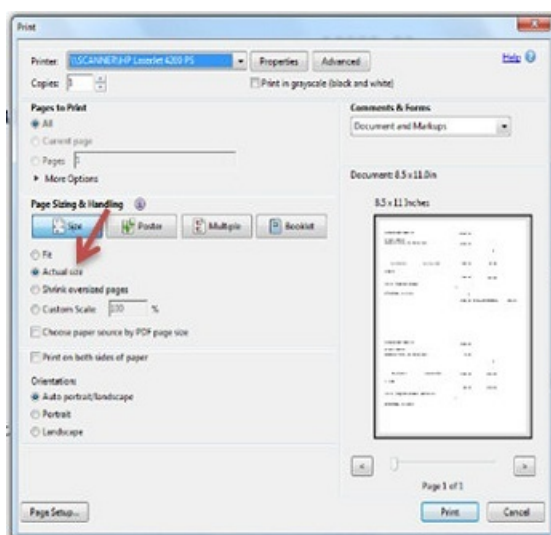 Print
Printer: \\SCANNER\HP LaserJet 4200 PS Properties Advanced Help
Copies: 1 Print in grayscale (black and white)
Pages to Print
All
Current page
Pages 1
More Options
Page Sizing & Handling
Size Poster Multiple Booklet
Fit
Actual size
Shrink oversized pages
Custom Scale: 100 %
Choose paper source by PDF page size
Print on both sides of paper
Orientation:
Auto portrait/landscape
Portrait
Landscape
Comments & Forms
Document and Markups
Document: 8.5 x 11.0in
8.5 x 11 Inches
< >
Page 1 of 1
Page Setup... Print Cancel